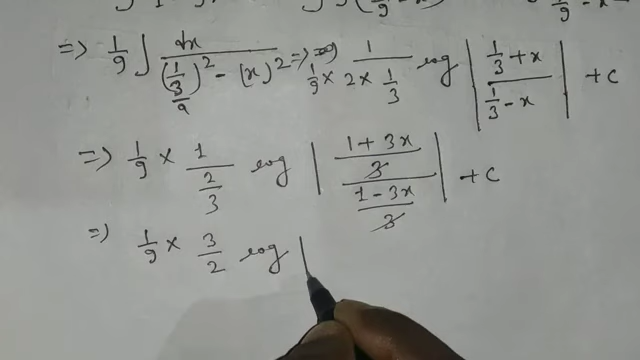 => 1/9 ∫ dx / (1/3)² - (x)² => 1/9 × 1 / 2 × 1/3 log | 1/3 + x / 1/3 - x | + C
=> 1/9 × 1 / 2/3 log | 1 + 3x / 3 / 1 - 3x / 3 | + C
=> 1/9 × 3/2 log |